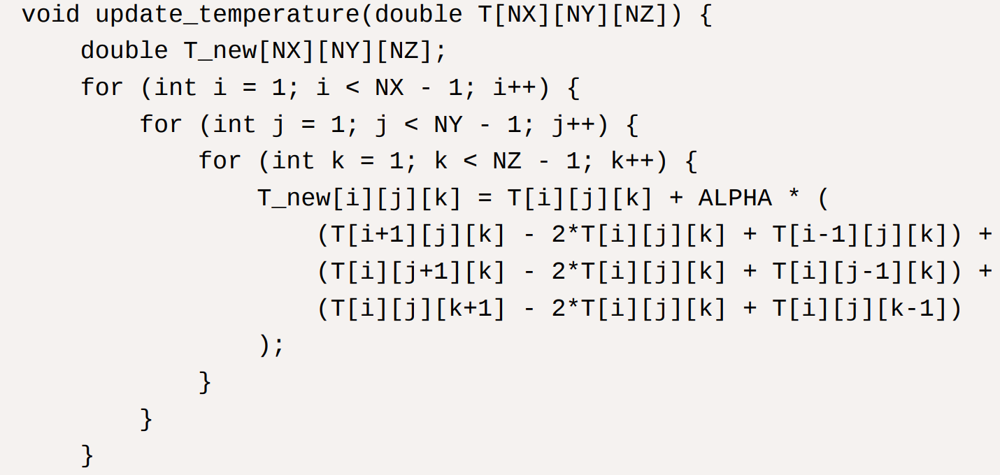 void update_temperature(double T[NX][NY][NZ]) {
    double T_new[NX][NY][NZ];
    for (int i = 1; i < NX - 1; i++) {
        for (int j = 1; j < NY - 1; j++) {
            for (int k = 1; k < NZ - 1; k++) {
                T_new[i][j][k] = T[i][j][k] + ALPHA * (
                    (T[i+1][j][k] - 2*T[i][j][k] + T[i-1][j][k]) +
                    (T[i][j+1][k] - 2*T[i][j][k] + T[i][j-1][k]) +
                    (T[i][j][k+1] - 2*T[i][j][k] + T[i][j][k-1])
                );
            }
        }
    }